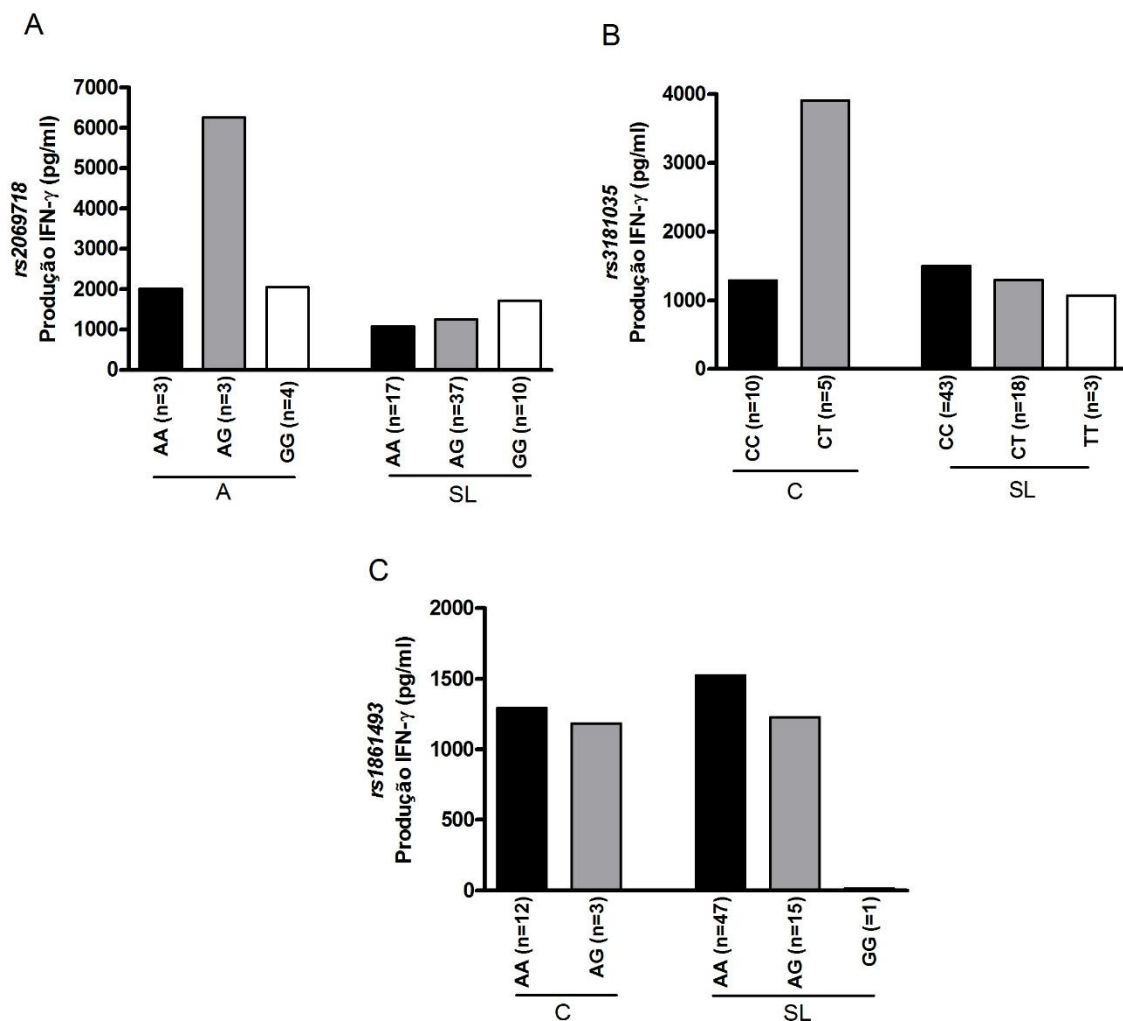 A
rs2069718
Produção IFN-γ (pg/ml)
7000
6000
5000
4000
3000
2000
1000
0
AA (n=3)
AG (n=3)
GG (n=4)
AA (n=17)
AG (n=37)
GG (n=10)
A
SL
B
rs3181035
Produção IFN-γ (pg/ml)
4000
3000
2000
1000
0
CC (n=10)
CT (n=5)
CC (=43)
CT (n=18)
TT (n=3)
C
SL
C
rs1861493
Produção IFN-γ (pg/ml)
2000
1500
1000
500
0
AA (n=12)
AG (n=3)
AA (n=47)
AG (n=15)
GG (=1)
C
SL